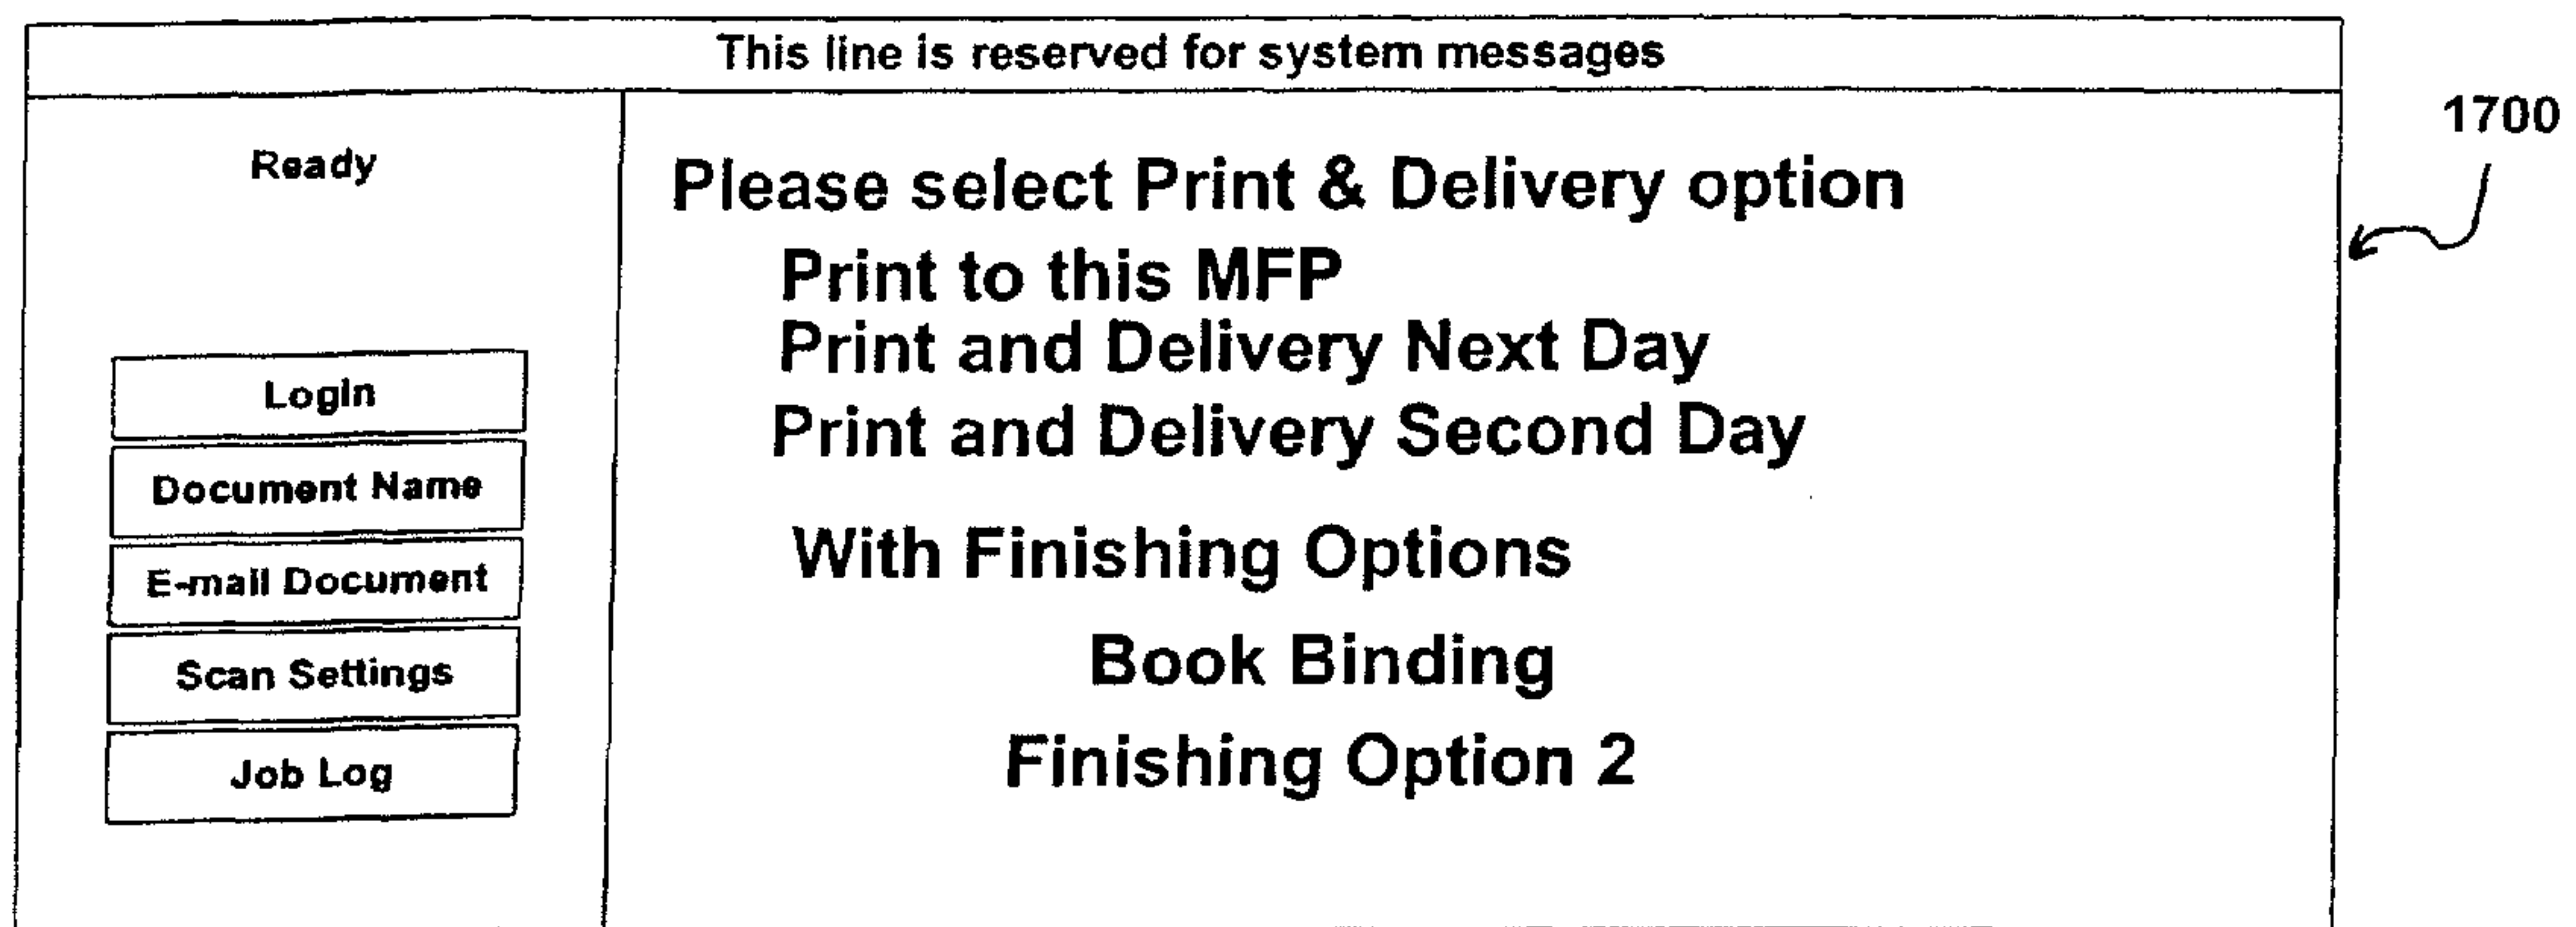 This line is reserved for system messages
1700
Ready
Login
Document Name
E-mail Document
Scan Settings
Job Log
Please select Print & Delivery option
Print to this MFP
Print and Delivery Next Day
Print and Delivery Second Day
With Finishing Options
Book Binding
Finishing Option 2